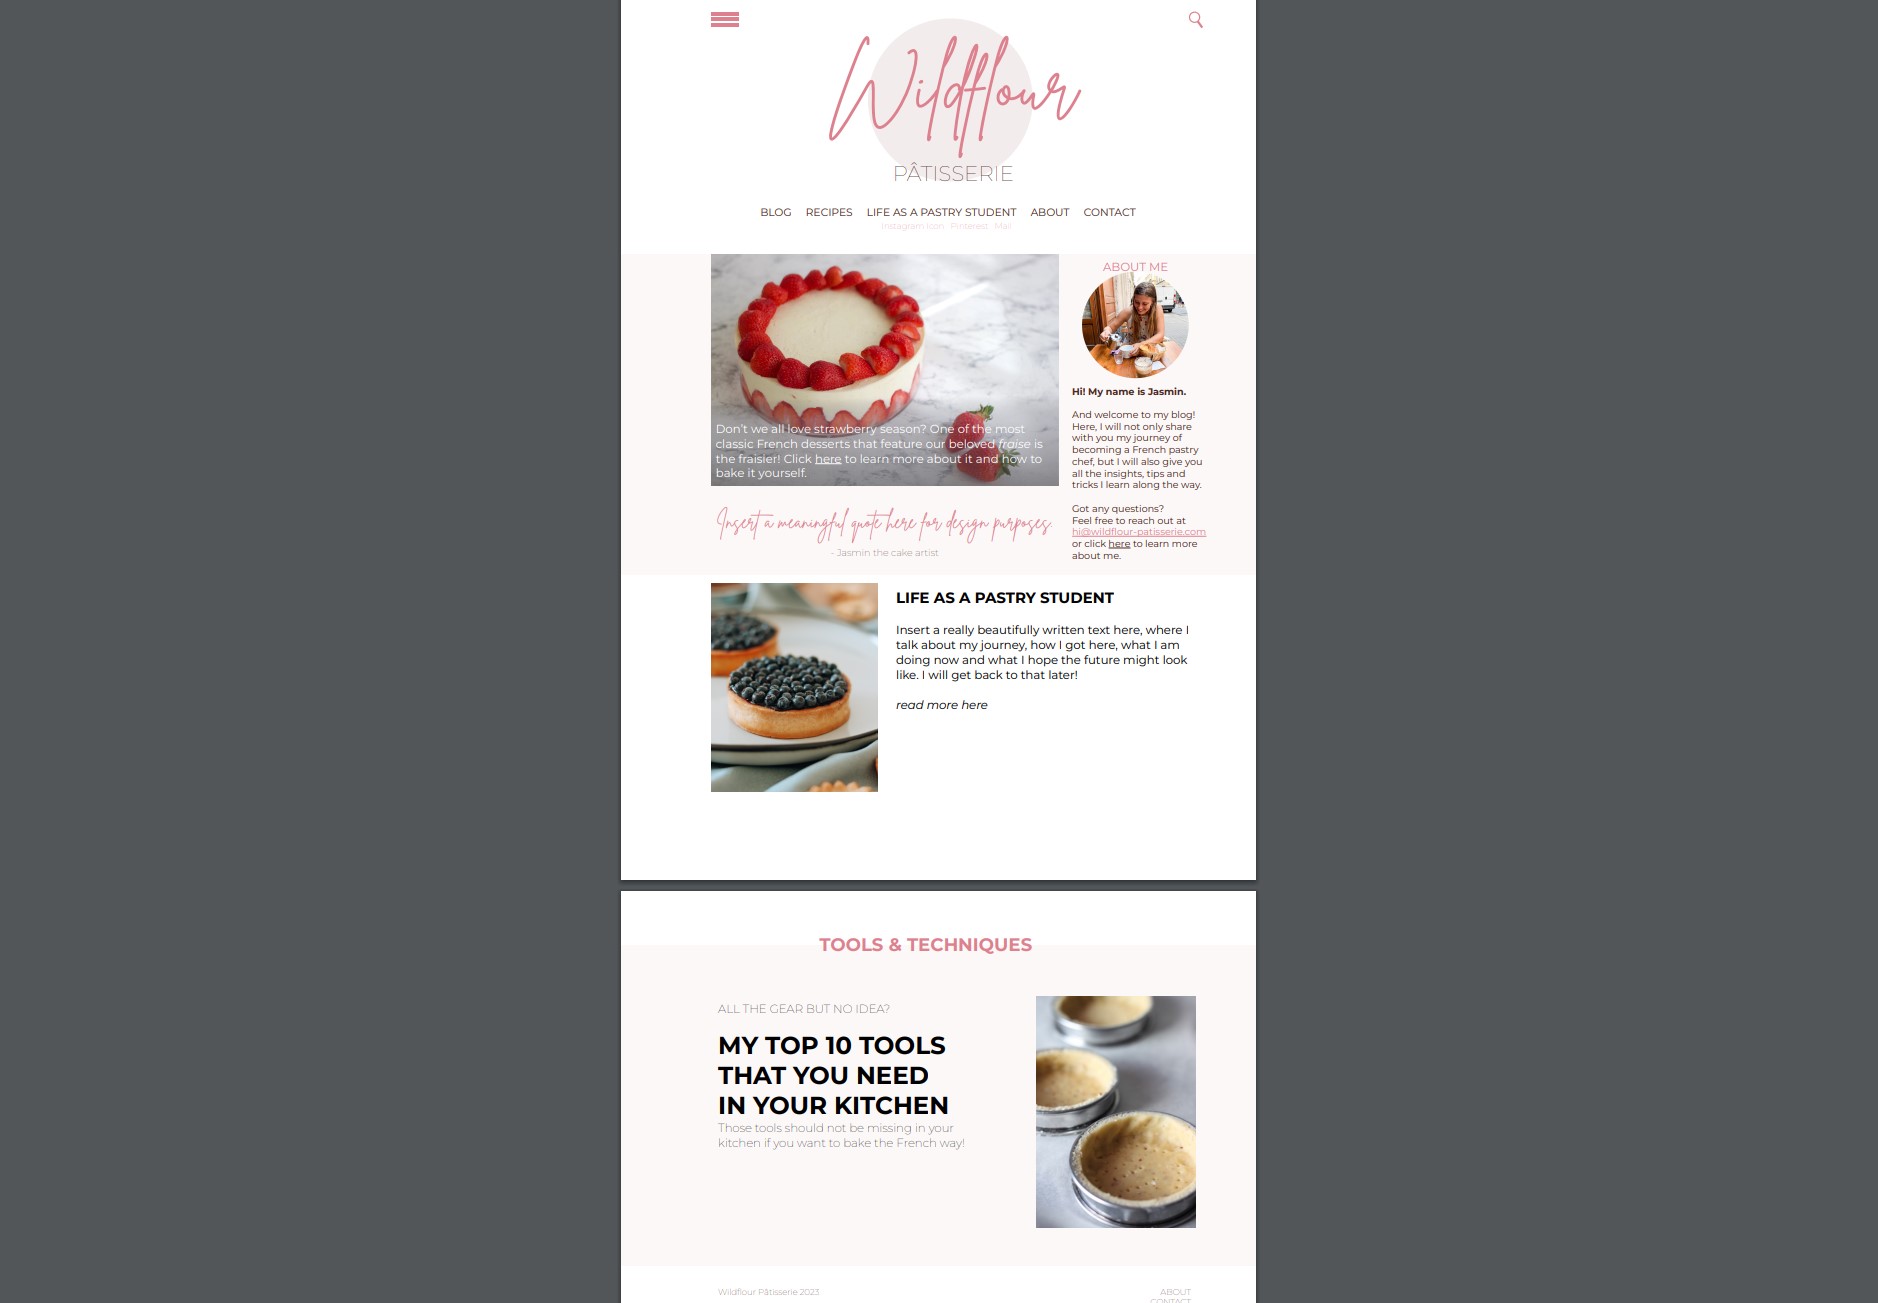 Wildflour
PÂTISSERIE
BLOG RECIPES LIFE AS A PASTRY STUDENT ABOUT CONTACT
Instagram Icon Pinterest Mail
Don't we all love strawberry season? One of the most
classic French desserts that feature our beloved fraise is
the fraisier! Click here to learn more about it and how to
bake it yourself.
Insert a meaningful quote here for design purposes.
- Jasmin the cake artist
ABOUT ME
Hi! My name is Jasmin.
And welcome to my blog!
Here, I will not only share
with you my journey of
becoming a French pastry
chef, but I will also give you
all the insights, tips and
tricks I learn along the way.
Got any questions?
Feel free to reach out at
hi@wildflour-patisserie.com
or click here to learn more
about me.
LIFE AS A PASTRY STUDENT
Insert a really beautifully written text here, where I
talk about my journey, how I got here, what I am
doing now and what I hope the future might look
like. I will get back to that later!
read more here
TOOLS & TECHNIQUES
ALL THE GEAR BUT NO IDEA?
MY TOP 10 TOOLS
THAT YOU NEED
IN YOUR KITCHEN
Those tools should not be missing in your
kitchen if you want to bake the French way!
Wildflour Pâtisserie 2023
ABOUT
CONTACT